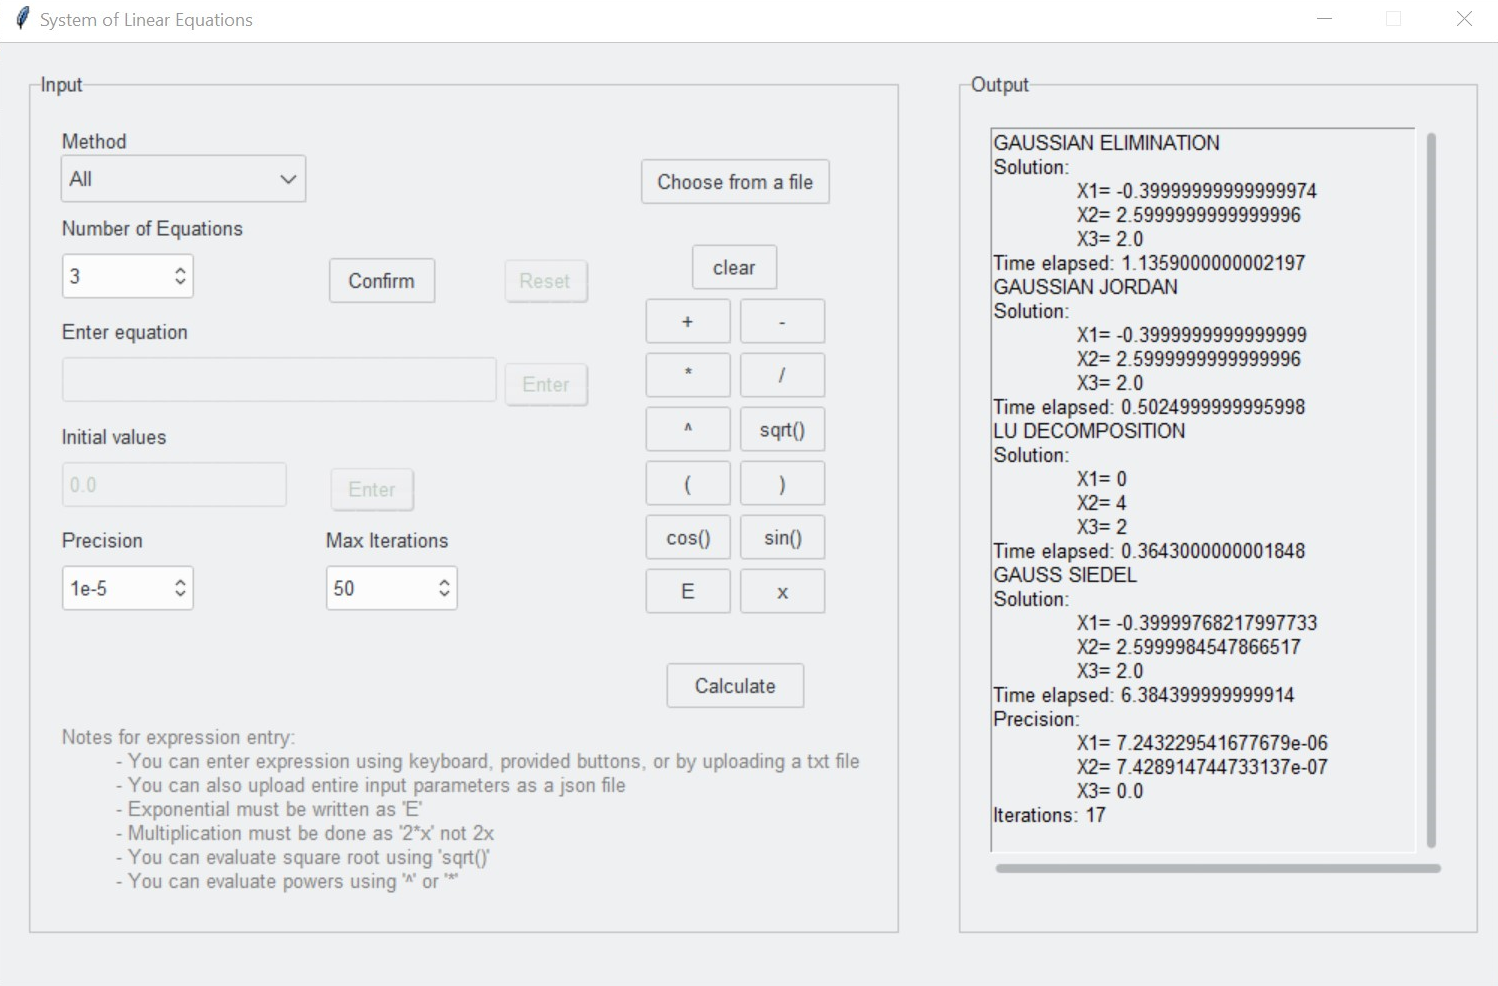 System of Linear Equations
Input
Method
All
Choose from a file
Number of Equations
3
Confirm
Reset
clear
+ -
Enter equation
* /
Enter
^ sqrt()
Initial values
0.0
Enter
( )
Precision
Max Iterations
cos() sin()
1e-5
50
E x
Calculate
Notes for expression entry:
- You can enter expression using keyboard, provided buttons, or by uploading a txt file
- You can also upload entire input parameters as a json file
- Exponential must be written as 'E'
- Multiplication must be done as '2*x' not 2x
- You can evaluate square root using 'sqrt()'
- You can evaluate powers using '^' or '*'
Output
GAUSSIAN ELIMINATION
Solution:
X1= -0.39999999999999974
X2= 2.5999999999999996
X3= 2.0
Time elapsed: 1.1359000000002197
GAUSSIAN JORDAN
Solution:
X1= -0.3999999999999999
X2= 2.5999999999999996
X3= 2.0
Time elapsed: 0.5024999999995998
LU DECOMPOSITION
Solution:
X1= 0
X2= 4
X3= 2
Time elapsed: 0.3643000000001848
GAUSS SIEDEL
Solution:
X1= -0.39999768217997733
X2= 2.5999984547866517
X3= 2.0
Time elapsed: 6.384399999999914
Precision:
X1= 7.243229541677679e-06
X2= 7.428914744733137e-07
X3= 0.0
Iterations: 17